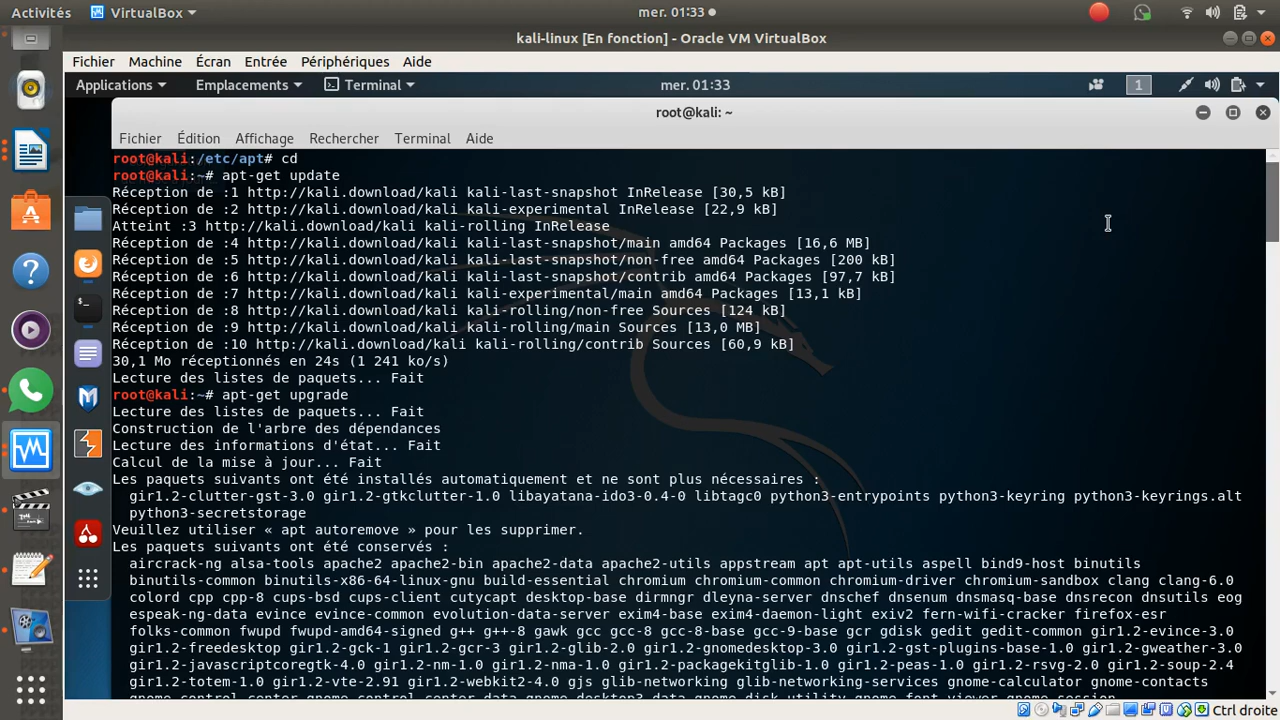 Activités VirtualBox mer. 01:33
kali-linux [En fonction] - Oracle VM VirtualBox
Fichier Machine Écran Entrée Périphériques Aide
Applications Emplacements Terminal mer. 01:33 1
root@kali: ~
Fichier Édition Affichage Rechercher Terminal Aide
root@kali:/etc/apt# cd
root@kali:~# apt-get update
Réception de :1 http://kali.download/kali kali-last-snapshot InRelease [30,5 kB]
Réception de :2 http://kali.download/kali kali-experimental InRelease [22,9 kB]
Atteint :3 http://kali.download/kali kali-rolling InRelease
Réception de :4 http://kali.download/kali kali-last-snapshot/main amd64 Packages [16,6 MB]
Réception de :5 http://kali.download/kali kali-last-snapshot/non-free amd64 Packages [200 kB]
Réception de :6 http://kali.download/kali kali-last-snapshot/contrib amd64 Packages [97,7 kB]
Réception de :7 http://kali.download/kali kali-experimental/main amd64 Packages [13,1 kB]
Réception de :8 http://kali.download/kali kali-rolling/non-free Sources [124 kB]
Réception de :9 http://kali.download/kali kali-rolling/main Sources [13,0 MB]
Réception de :10 http://kali.download/kali kali-rolling/contrib Sources [60,9 kB]
30,1 Mo réceptionnés en 24s (1 241 ko/s)
Lecture des listes de paquets... Fait
root@kali:~# apt-get upgrade
Lecture des listes de paquets... Fait
Construction de l'arbre des dépendances
Lecture des informations d'état... Fait
Calcul de la mise à jour... Fait
Les paquets suivants ont été installés automatiquement et ne sont plus nécessaires :
gir1.2-clutter-gst-3.0 gir1.2-gtkclutter-1.0 libayatana-ido3-0.4-0 libtagc0 python3-entrypoints python3-keyring python3-keyrings.alt
python3-secretstorage
Veuillez utiliser « apt autoremove » pour les supprimer.
Les paquets suivants ont été conservés :
aircrack-ng alsa-tools apache2 apache2-bin apache2-data apache2-utils appstream apt apt-utils aspell bind9-host binutils
binutils-common binutils-x86-64-linux-gnu build-essential chromium chromium-common chromium-driver chromium-sandbox clang clang-6.0
colord cpp cpp-8 cups-bsd cups-client cutycapt desktop-base dirmngr dleyna-server dnschef dnsenum dnsmasq-base dnsrecon dnsutils eog
espeak-ng-data evince evince-common evolution-data-server exim4-base exim4-daemon-light exiv2 fern-wifi-cracker firefox-esr
folks-common fwupd fwupd-amd64-signed g++ g++-8 gawk gcc gcc-8 gcc-8-base gcc-9-base gcr gdisk gedit gedit-common gir1.2-evince-3.0
gir1.2-freedesktop gir1.2-gck-1 gir1.2-gcr-3 gir1.2-glib-2.0 gir1.2-gnomedesktop-3.0 gir1.2-gst-plugins-base-1.0 gir1.2-gweather-3.0
gir1.2-javascriptcoregtk-4.0 gir1.2-nm-1.0 gir1.2-nma-1.0 gir1.2-packagekitglib-1.0 gir1.2-peas-1.0 gir1.2-rsvg-2.0 gir1.2-soup-2.4
gir1.2-totem-1.0 gir1.2-vte-2.91 gir1.2-webkit2-4.0 gjs glib-networking glib-networking-services gnome-calculator gnome-contacts
gnome-control-center gnome-control-center-data gnome-desktop3-data gnome-disk-utility gnome-font-viewer gnome-session
Ctrl droite